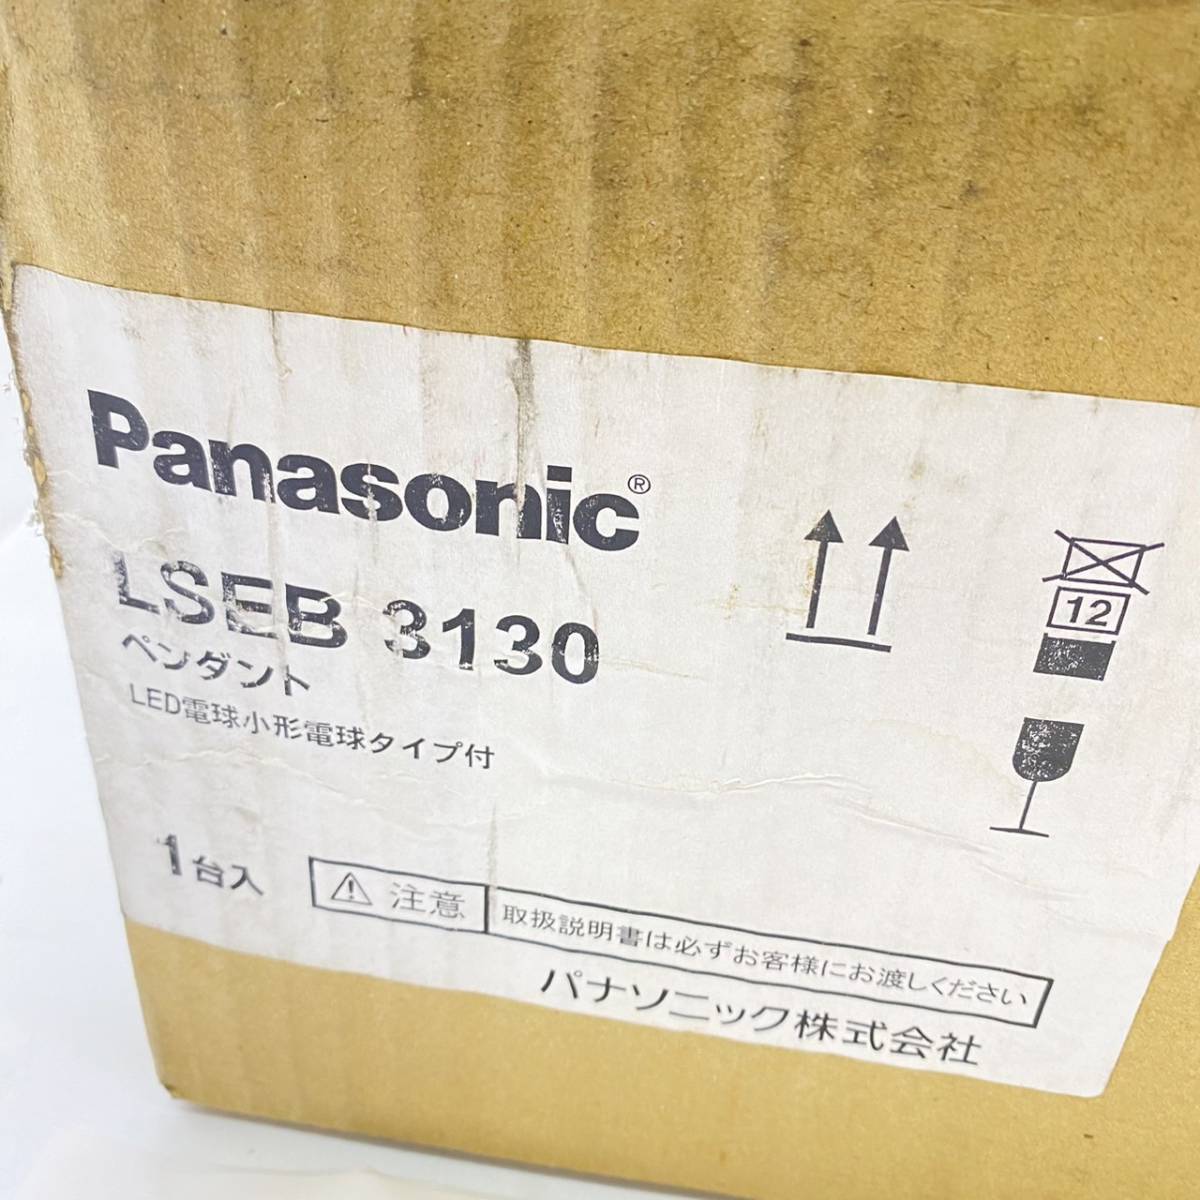 Panasonic®
LSEB 3130
ペンダント
LED電球小形電球タイプ付
12
1台入
注意 取扱説明書は必ずお客様にお渡しください
パナソニック株式会社